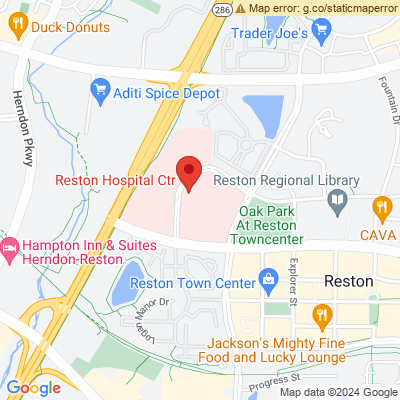 286
Map error: g.co/staticmaperror
Duck Donuts
Trader Joe's
Aditi Spice Depot
Fountain Dr
Herndon Pkwy
Reston Hospital Ctr
Reston Regional Library
Oak Park
At Reston
Towncenter
CAVA
Hampton Inn & Suites
Herndon-Reston
Reston Town Center
Explorer St
Reston
Logan Manor Dr
Jackson's Mighty Fine
Food and Lucky Lounge
Progress St
Google
Map data ©2024 Google